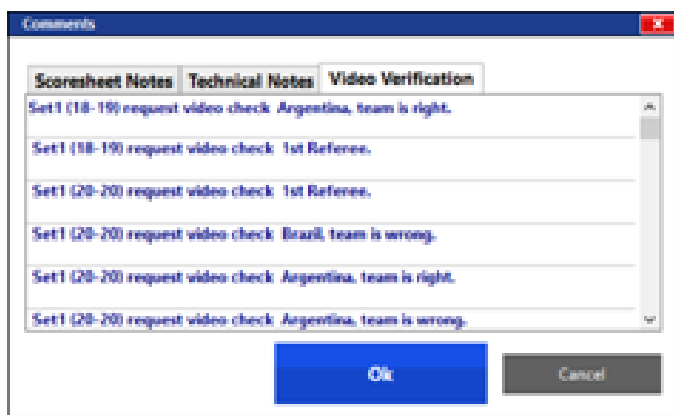 Comments
Scoresheet Notes Technical Notes Video Verification
Set1 (18-19) request video check Argentina, team is right.
Set1 (18-19) request video check 1st Referee.
Set1 (20-20) request video check 1st Referee.
Set1 (20-20) request video check Brazil, team is wrong.
Set1 (20-20) request video check Argentina, team is right.
Set1 (20-20) request video check Argentina, team is wrong.
Ok Cancel